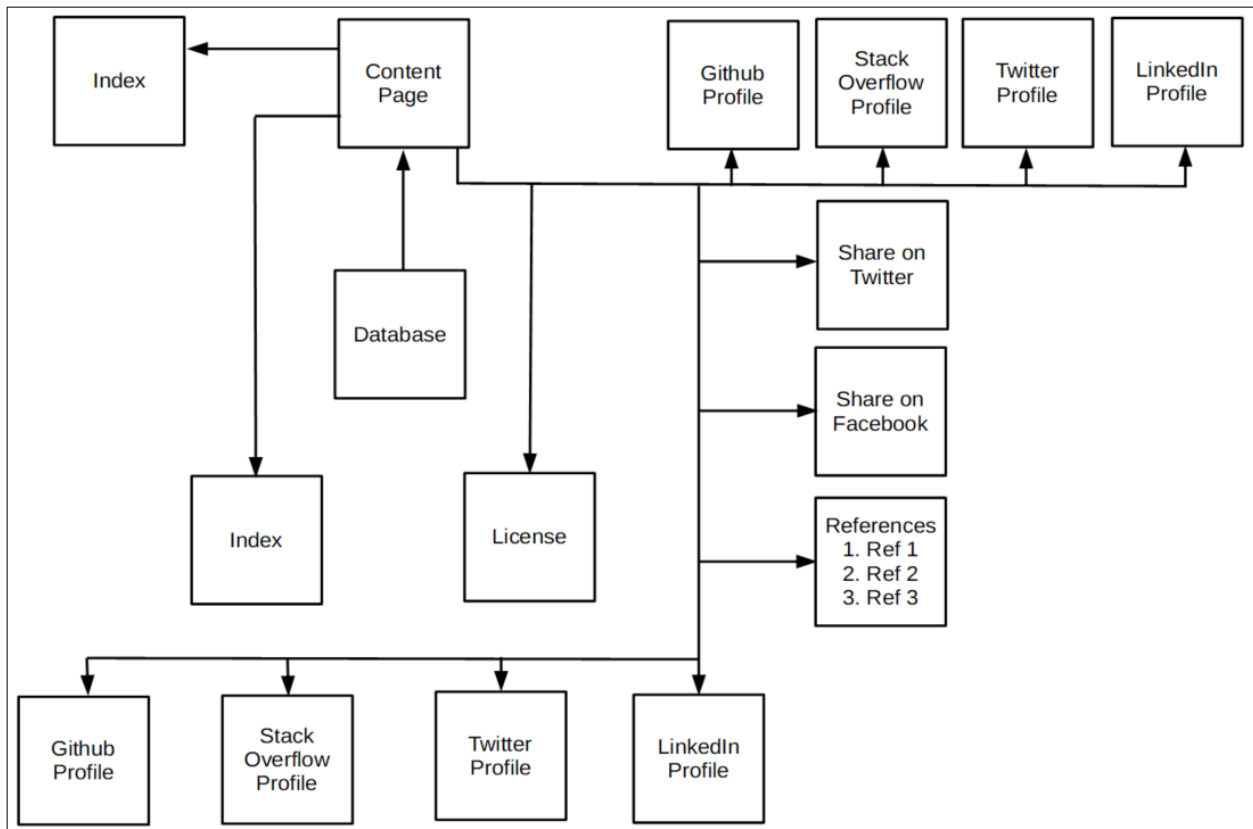 Index
Content
Page
Github
Profile
Stack
Overflow
Profile
Twitter
Profile
LinkedIn
Profile
Share on
Twitter
Database
Share on
Facebook
Index
License
References
1. Ref 1
2. Ref 2
3. Ref 3
Github
Profile
Stack
Overflow
Profile
Twitter
Profile
LinkedIn
Profile